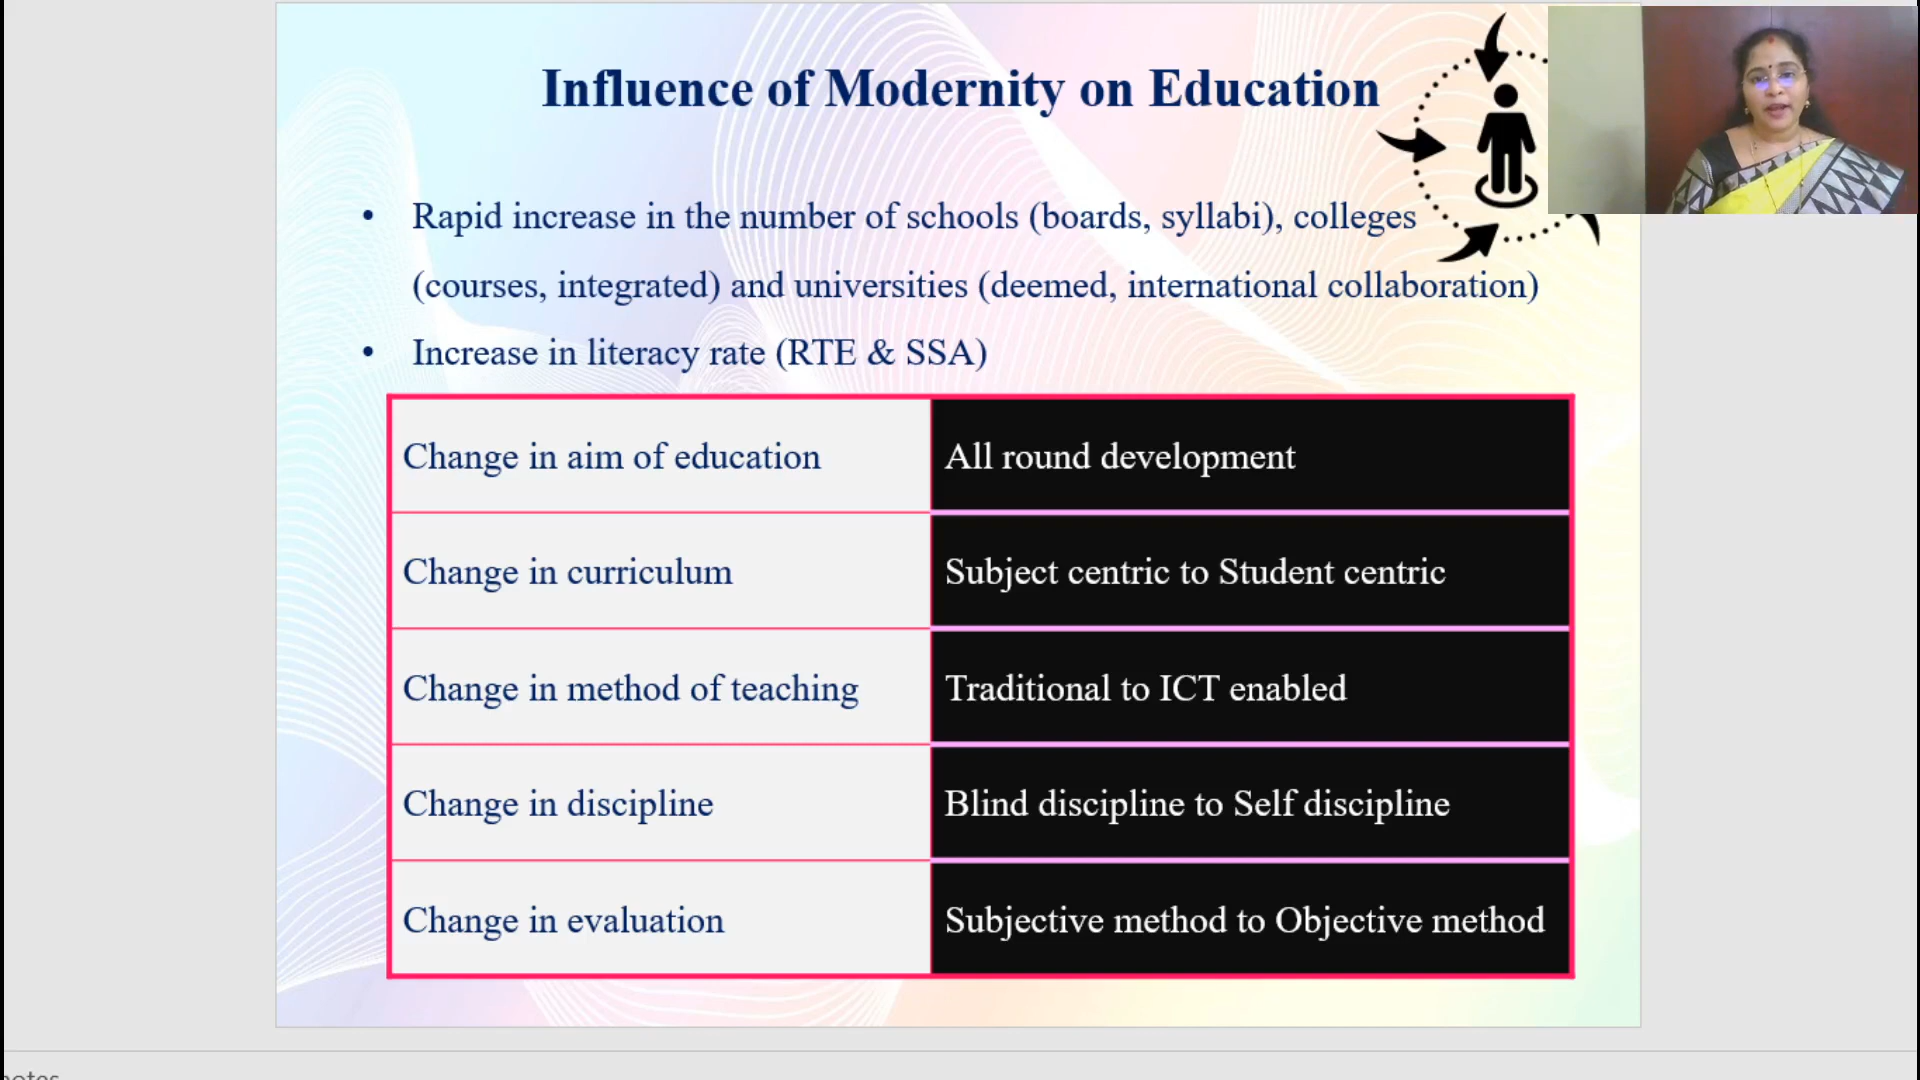 Influence of Modernity on Education
• Rapid increase in the number of schools (boards, syllabi), colleges
(courses, integrated) and universities (deemed, international collaboration)
• Increase in literacy rate (RTE & SSA)
Change in aim of education All round development
Change in curriculum Subject centric to Student centric
Change in method of teaching Traditional to ICT enabled
Change in discipline Blind discipline to Self discipline
Change in evaluation Subjective method to Objective method